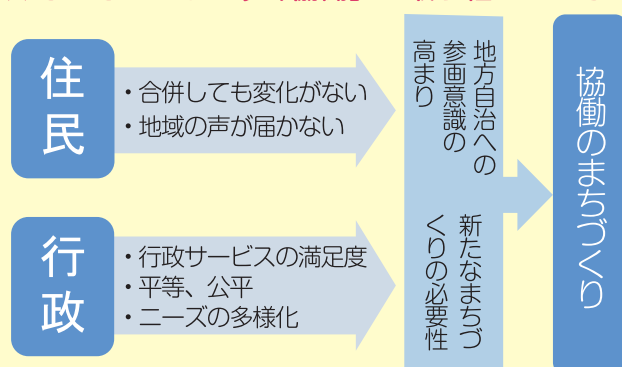 住民
・合併しても変化がない
・地域の声が届かない
地方自治への
参画意識の
高まり
行政
・行政サービスの満足度
・平等、公平
・ニーズの多様化
新たなまちづ
くりの必要性
協働のまちづくり